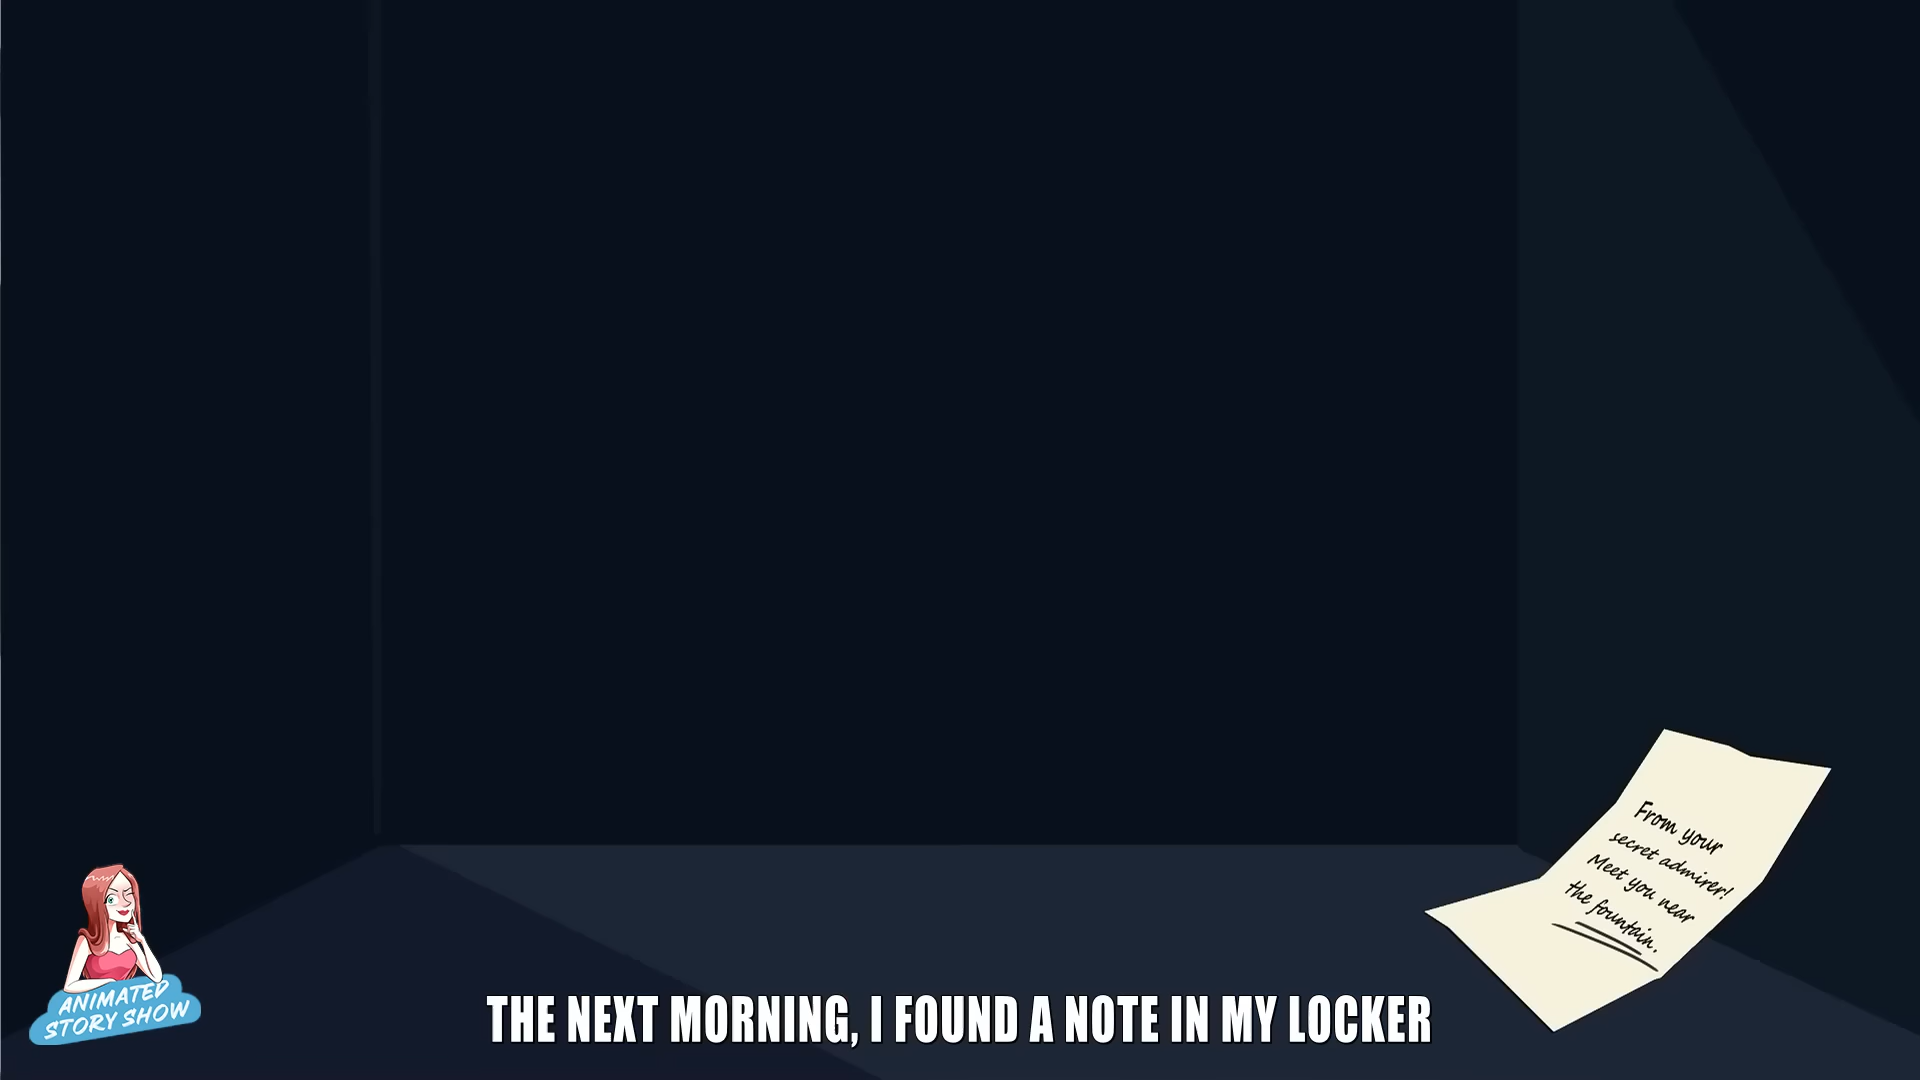 From your
secret admirer!
Meet you near
the fountain.
ANIMATED
STORY SHOW
THE NEXT MORNING, I FOUND A NOTE IN MY LOCKER